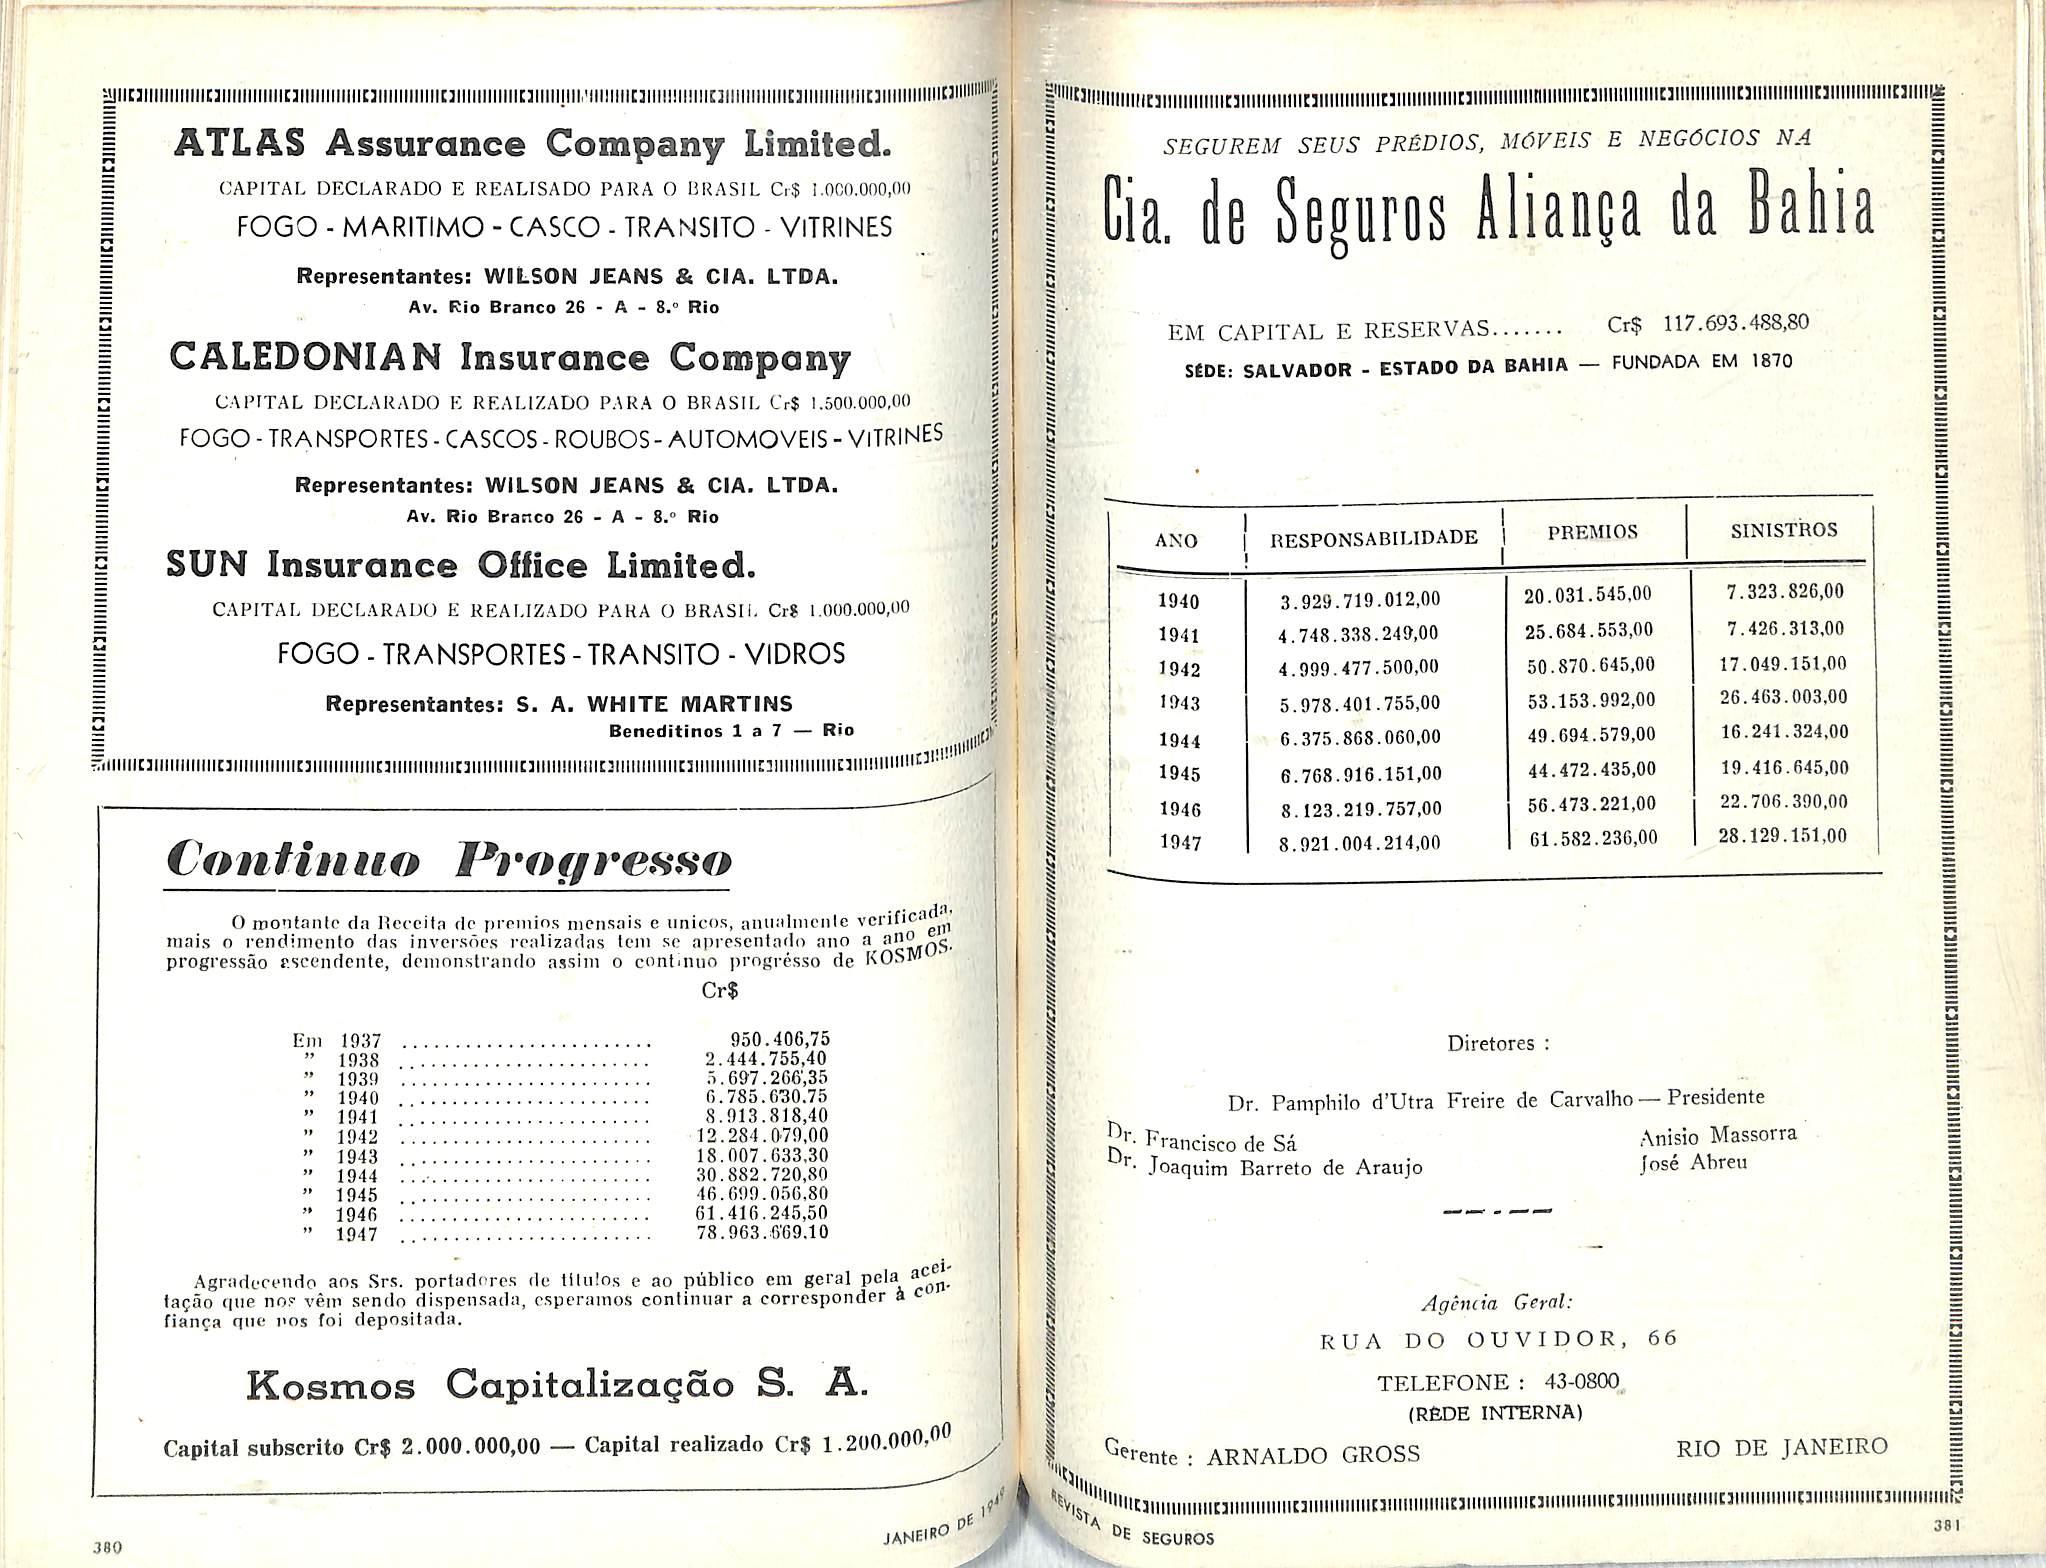 ATLAS Assurance Company Limited.
CAPITAL DECLARADO E REALISADO PARA O BRASIL Cr$ 1.000.000,00
FOGO - MARITIMO - CASCO - TRANSITO - VITRINES
Representantes: WILSON JEANS & CIA. LTDA.
Av. Rio Branco 26 - A - 8.º Rio
CALEDONIAN Insurance Company
CAPITAL DECLARADO E REALIZADO PARA O BRASIL Cr$ 1.500.000,00
FOGO - TRANSPORTES - CASCOS - ROUBOS - AUTOMOVEIS - VITRINES
Representantes: WILSON JEANS & CIA. LTDA.
Av. Rio Branco 26 - A - 8.º Rio
SUN Insurance Office Limited.
CAPITAL DECLARADO E REALIZADO PARA O BRASIL Cr$ 1.000.000,00
FOGO - TRANSPORTES - TRANSITO - VIDROS
Representantes: S. A. WHITE MARTINS
Beneditinos 1 a 7 — Rio
Continuo Progresso
O montante da Receita de premios mensais e unicos, anualmente verificada,
mais o rendimento das inversões realizadas tem se apresentado ano a ano em
progressão ascendente, demonstrando assim o continuo progrésso de KOSMOS.
Cr$
Em 1937 ........................ 950.406,75
” 1938 ........................ 2.444.755,40
” 1939 ........................ 5.697.266,35
” 1940 ........................ 6.785.630,75
” 1941 ........................ 8.913.818,40
” 1942 ........................ 12.284.079,00
” 1943 ........................ 18.007.633,30
” 1944 ........................ 30.882.720,80
” 1945 ........................ 46.699.056,80
” 1946 ........................ 61.416.245,50
” 1947 ........................ 78.963.669,10
Agradecendo aos Srs. portadores de titulos e ao público em geral pela acei-
tação que nos vêm sendo dispensada, esperamos continuar a corresponder à con-
fiança que nos foi depositada.
Kosmos Capitalização S. A.
Capital subscrito Cr$ 2.000.000,00 — Capital realizado Cr$ 1.200.000,00
380
JANEIRO DE 1949
SEGUREM SEUS PRÉDIOS, MÓVEIS E NEGÓCIOS NA
Cia. de Seguros Aliança da Bahia
EM CAPITAL E RESERVAS....... Cr$ 117.693.488,80
SÉDE: SALVADOR - ESTADO DA BAHIA — FUNDADA EM 1870
ANO RESPONSABILIDADE PREMIOS SINISTROS
1940 3.929.719.012,00 20.031.545,00 7.323.826,00
1941 4.748.338.249,00 25.684.553,00 7.426.313,00
1942 4.999.477.500,00 50.870.645,00 17.049.151,00
1943 5.978.401.755,00 53.153.992,00 26.463.003,00
1944 6.375.868.060,00 49.694.579,00 16.241.324,00
1945 6.768.916.151,00 44.472.435,00 19.416.645,00
1946 8.123.219.757,00 56.473.221,00 22.706.390,00
1947 8.921.004.214,00 61.582.236,00 28.129.151,00
Diretores :
Dr. Pamphilo d'Utra Freire de Carvalho — Presidente
Dr. Francisco de Sá Anisio Massorra
Dr. Joaquim Barreto de Araujo José Abreu
Agência Geral:
RUA DO OUVIDOR, 66
TELEFONE : 43-0800
(RÊDE INTERNA)
Gerente : ARNALDO GROSS RIO DE JANEIRO
REVISTA DE SEGUROS
381